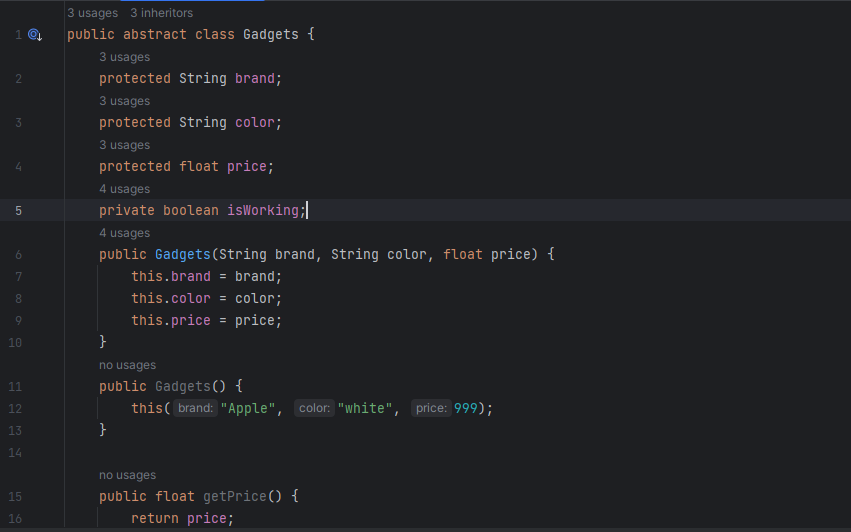 3 usages 3 inheritors
1 public abstract class Gadgets {
3 usages
2 protected String brand;
3 usages
3 protected String color;
3 usages
4 protected float price;
4 usages
5 private boolean isWorking;
4 usages
6 public Gadgets(String brand, String color, float price) {
7 this.brand = brand;
8 this.color = color;
9 this.price = price;
10 }
no usages
11 public Gadgets() {
12 this( brand: "Apple", color: "white", price: 999);
13 }
14
no usages
15 public float getPrice() {
16 return price;